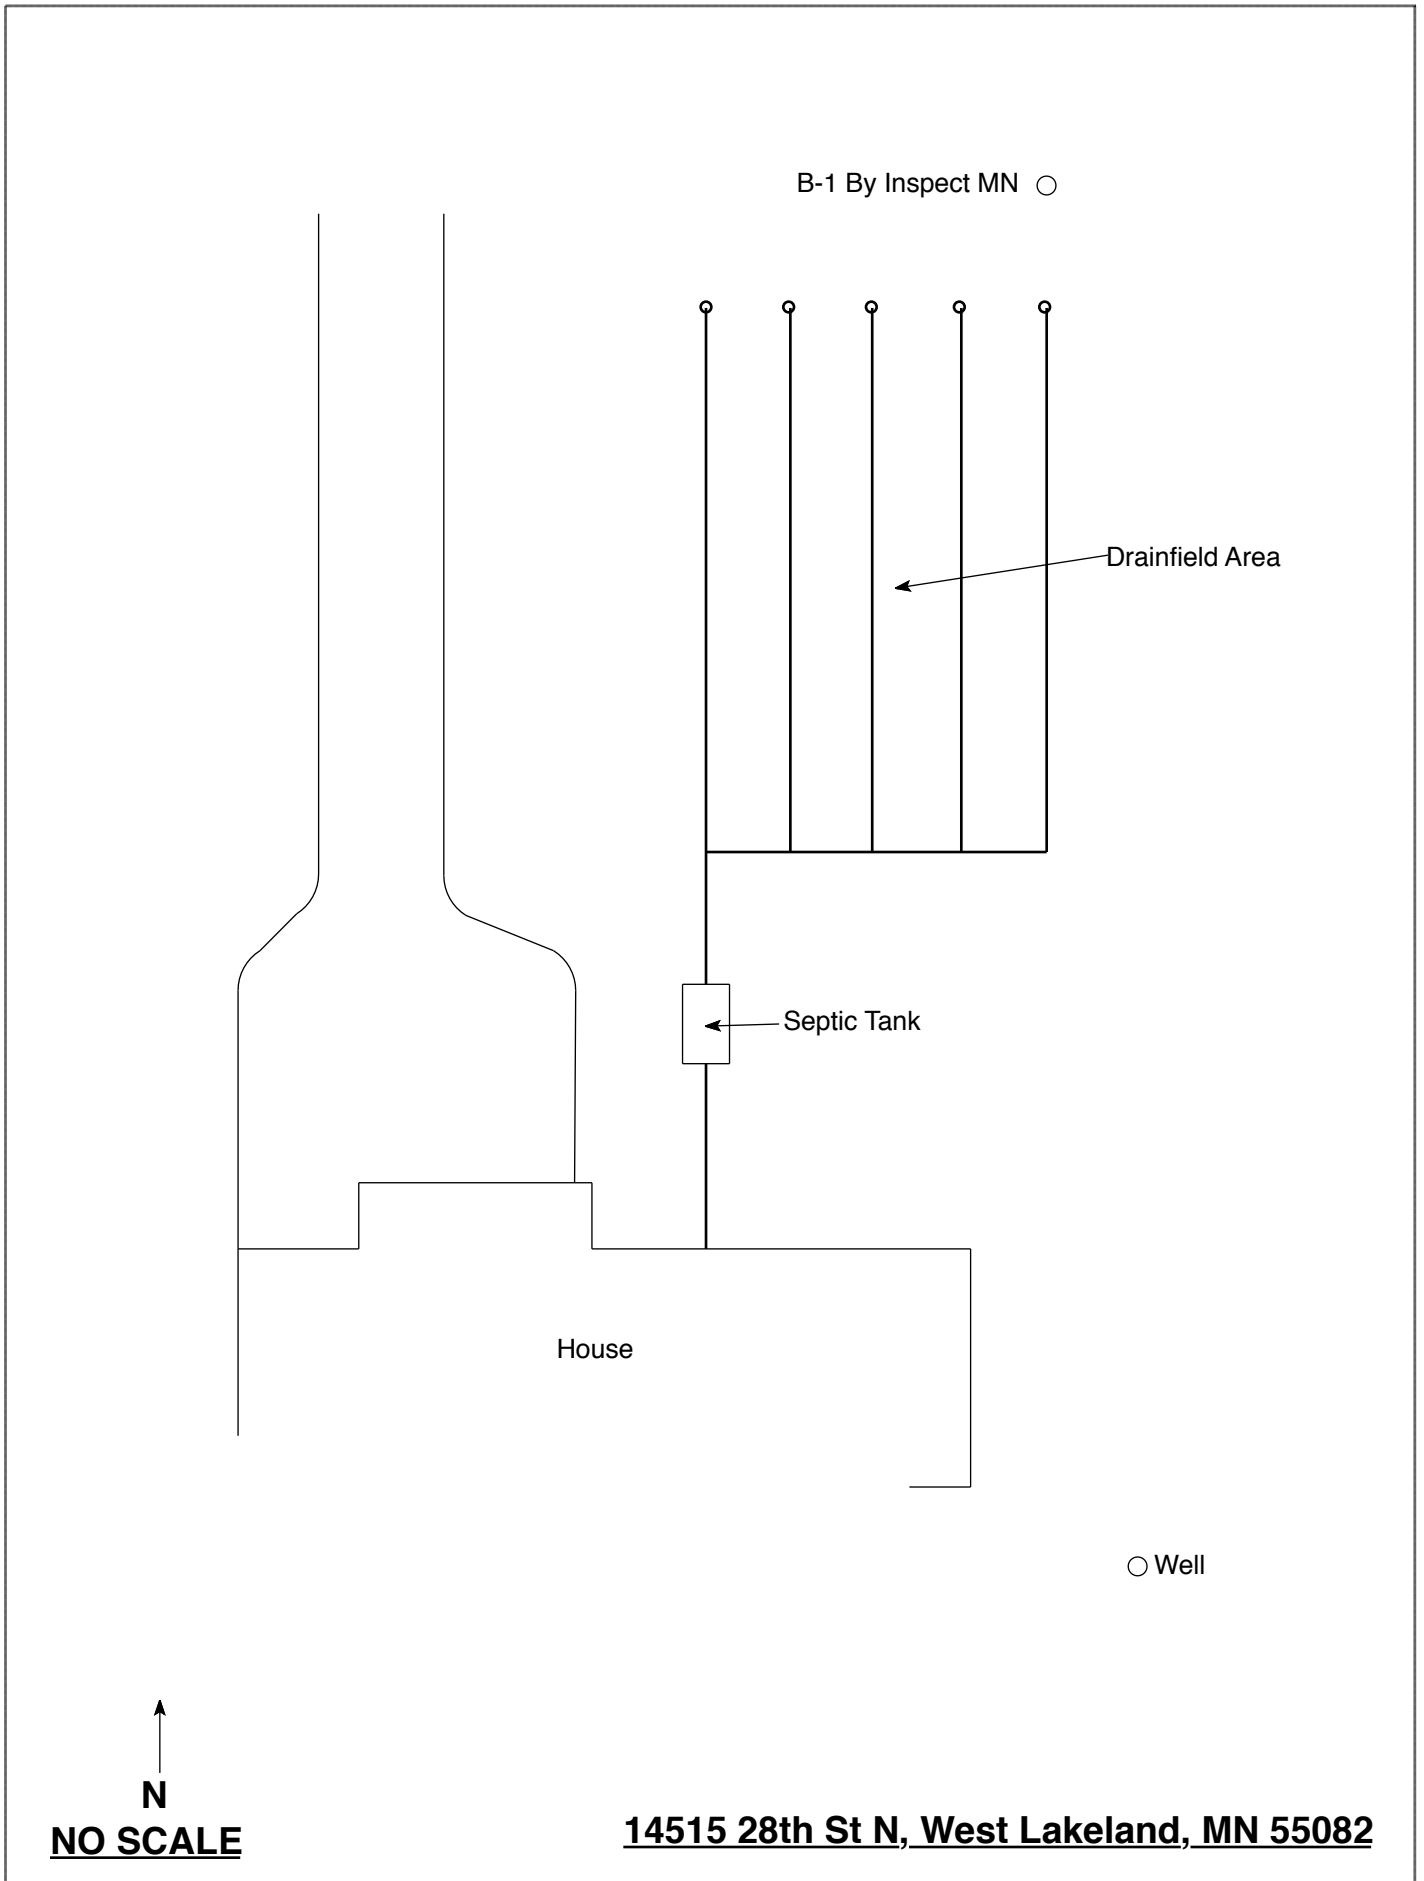 B-1 By Inspect MN
Drainfield Area
Septic Tank
House
Well
N
NO SCALE
14515 28th St N, West Lakeland, MN 55082